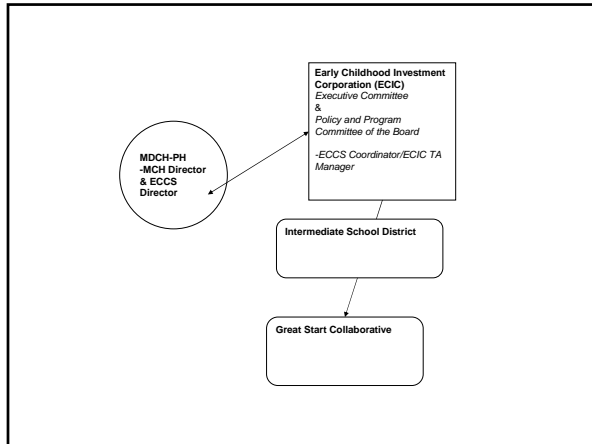 Early Childhood Investment
Corporation (ECIC)
Executive Committee
&
Policy and Program
Committee of the Board
-ECCS Coordinator/ECIC TA
Manager
MDCH-PH
-MCH Director
& ECCS
Director
Intermediate School District
Great Start Collaborative